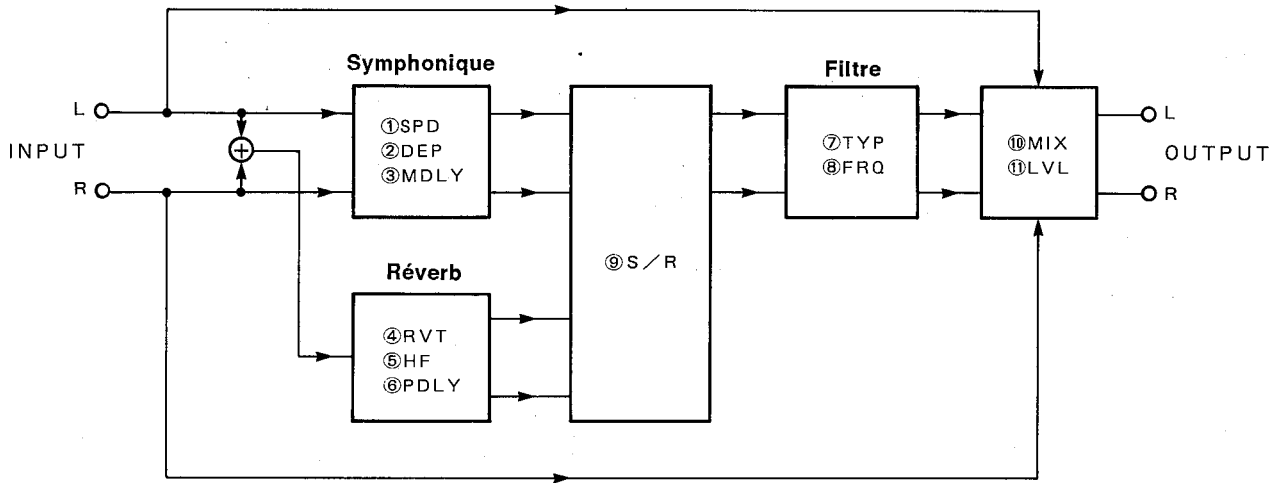 Symphonique
Filtre
L
INPUT
R
①SPD
②DEP
③MDLY
⑦TYP
⑧FRQ
⑩MIX
⑪LVL
L
OUTPUT
R
⑨S/R
Réverb
④RVT
⑤HF
⑥PDLY